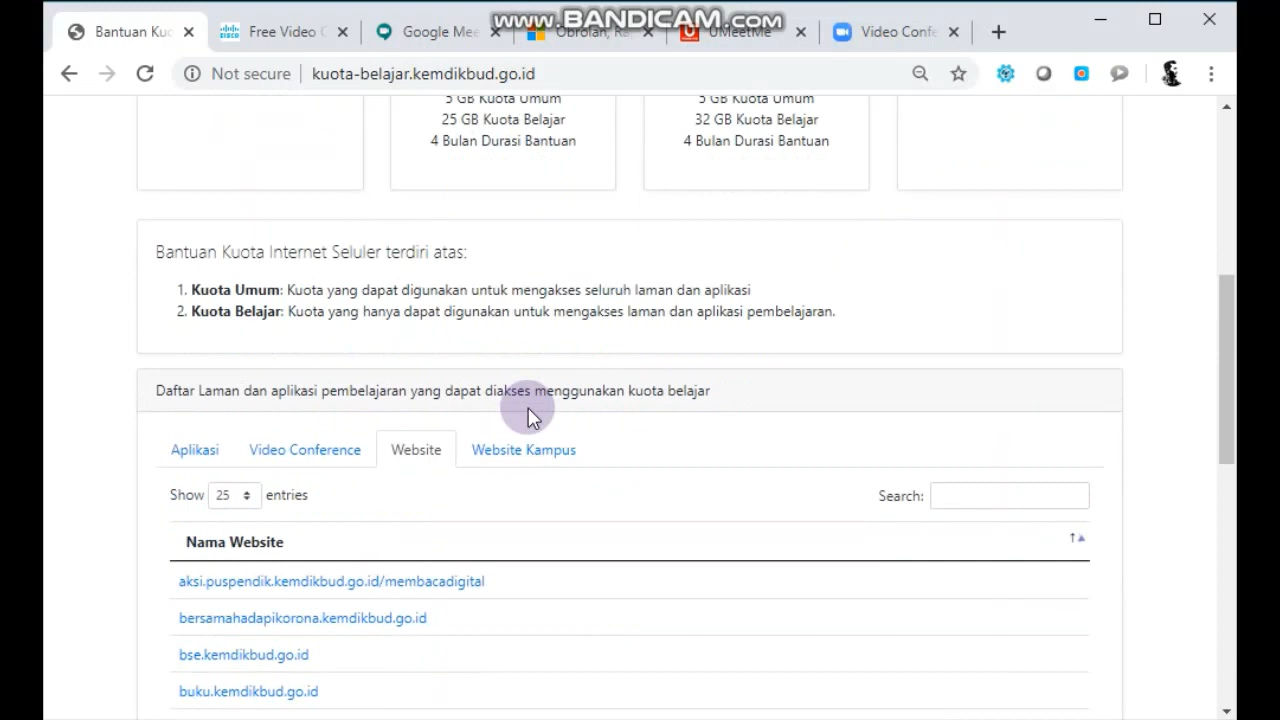 www.BANDICAM.com
Bantuan Kuo
Free Video C
Google Mee
Obrolan, Ra
UMeetMe
Video Confe
Not secure
kuota-belajar.kemdikbud.go.id
5 GB Kuota Umum
25 GB Kuota Belajar
4 Bulan Durasi Bantuan
5 GB Kuota Umum
32 GB Kuota Belajar
4 Bulan Durasi Bantuan
Bantuan Kuota Internet Seluler terdiri atas:
1. Kuota Umum: Kuota yang dapat digunakan untuk mengakses seluruh laman dan aplikasi
2. Kuota Belajar: Kuota yang hanya dapat digunakan untuk mengakses laman dan aplikasi pembelajaran.
Daftar Laman dan aplikasi pembelajaran yang dapat diakses menggunakan kuota belajar
Aplikasi Video Conference Website Website Kampus
Show 25 entries Search:
Nama Website
aksi.puspendik.kemdikbud.go.id/membacadigital
bersamahadapikorona.kemdikbud.go.id
bse.kemdikbud.go.id
buku.kemdikbud.go.id